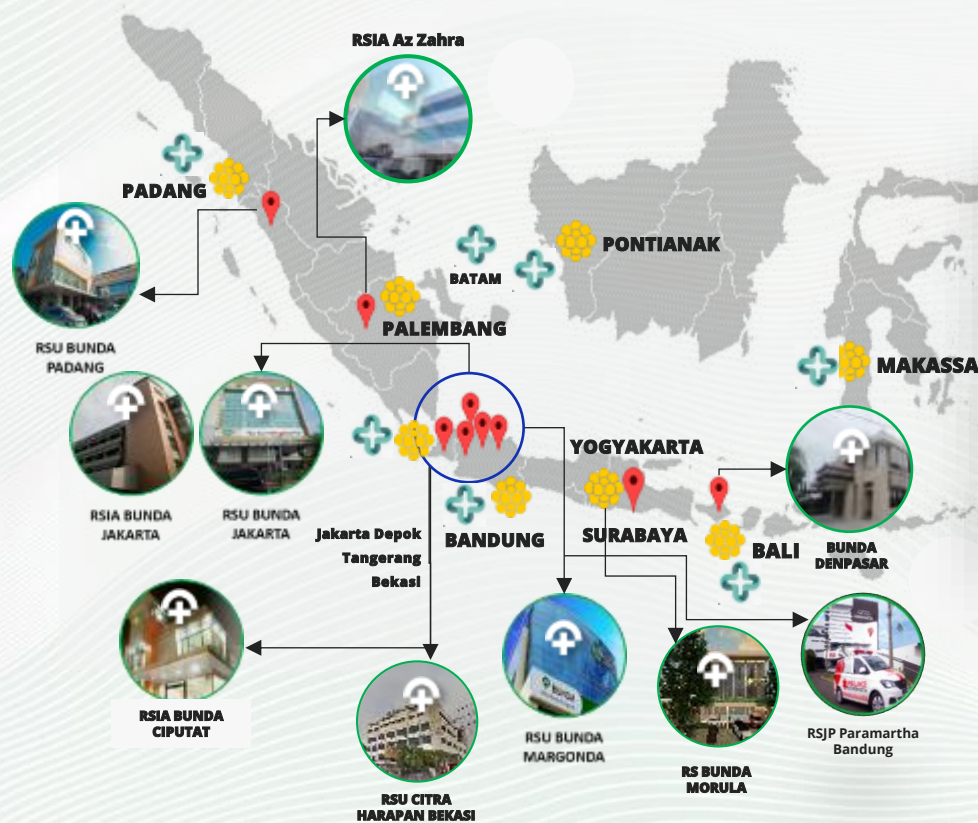 RSIA Az Zahra
PADANG
PONTIANAK
BATAM
PALEMBANG
RSU BUNDA
PADANG
MAKASSA
RSIA BUNDA
JAKARTA
RSU BUNDA
JAKARTA
YOGYAKARTA
Jakarta Depok
Tangerang
Bekasi
BANDUNG
SURABAYA
BALI
BUNDA
DENPASAR
RSIA BUNDA
CIPUTAT
RSU CITRA
HARAPAN BEKASI
RSU BUNDA
MARGONDA
RS BUNDA
MORULA
RSJP Paramartha
Bandung